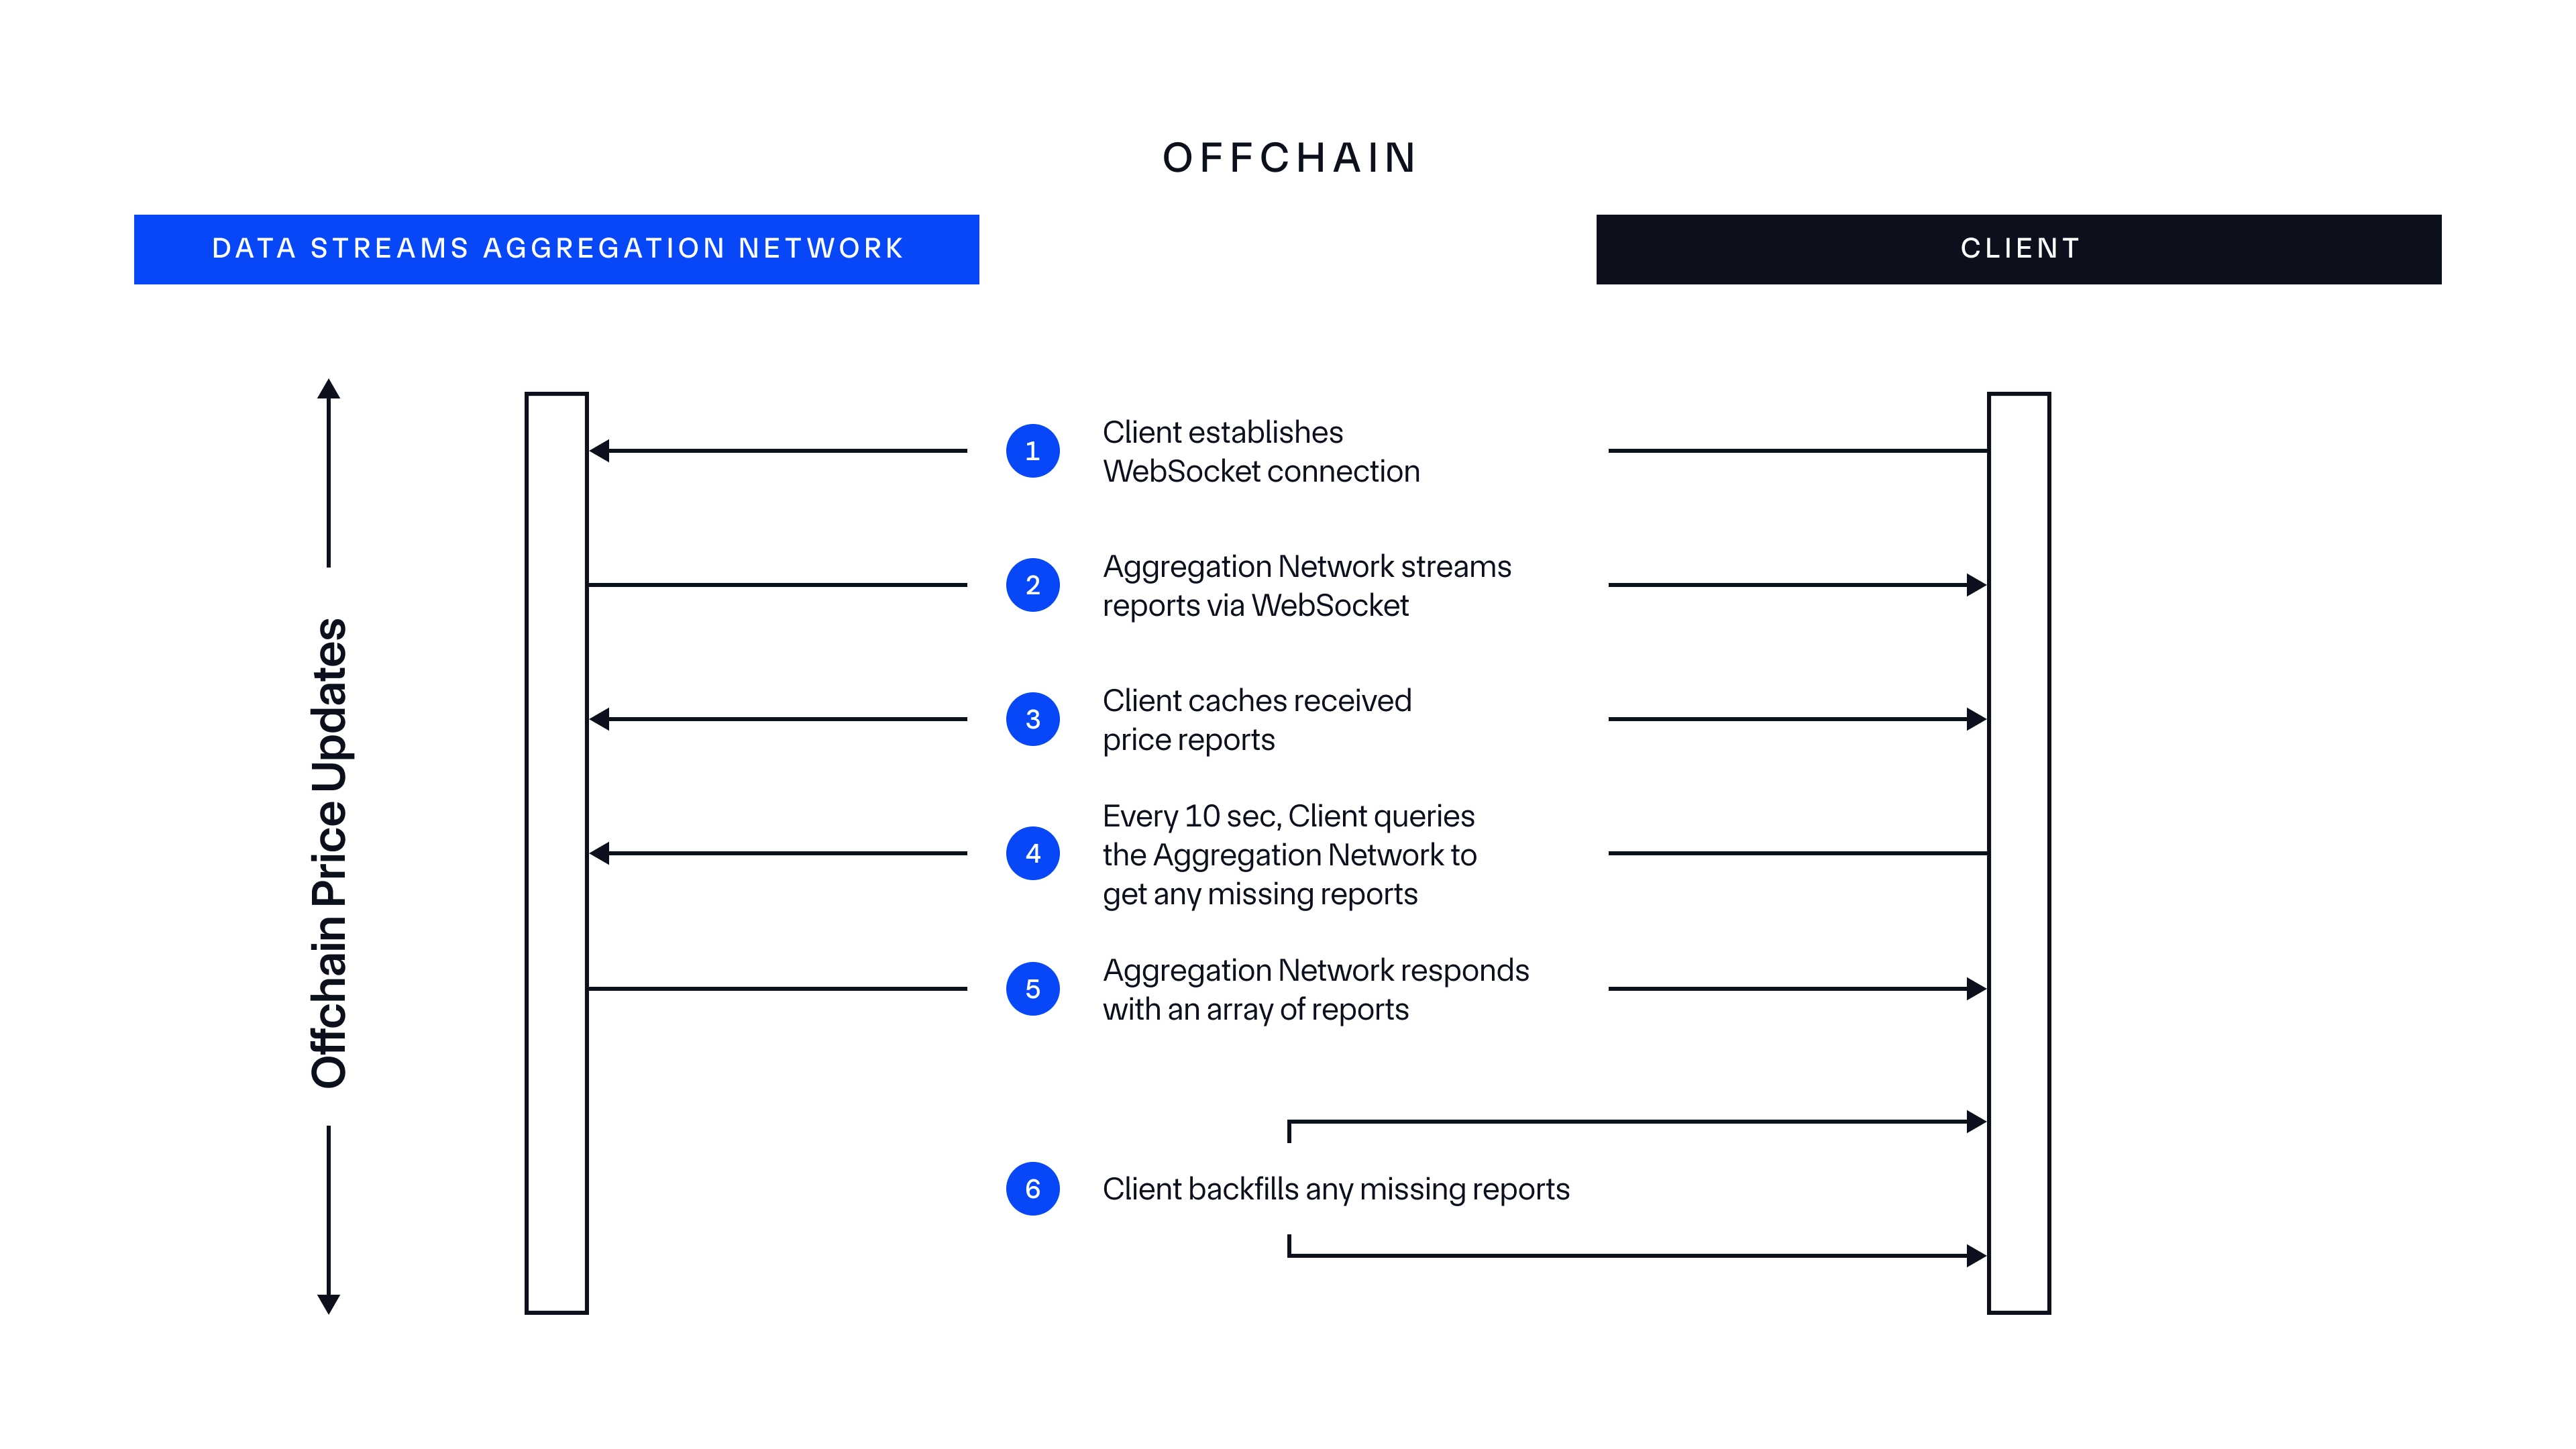 OFFCHAIN
DATA STREAMS AGGREGATION NETWORK
CLIENT
Offchain Price Updates
1
Client establishes
WebSocket connection
2
Aggregation Network streams
reports via WebSocket
3
Client caches received
price reports
4
Every 10 sec, Client queries
the Aggregation Network to
get any missing reports
5
Aggregation Network responds
with an array of reports
6
Client backfills any missing reports